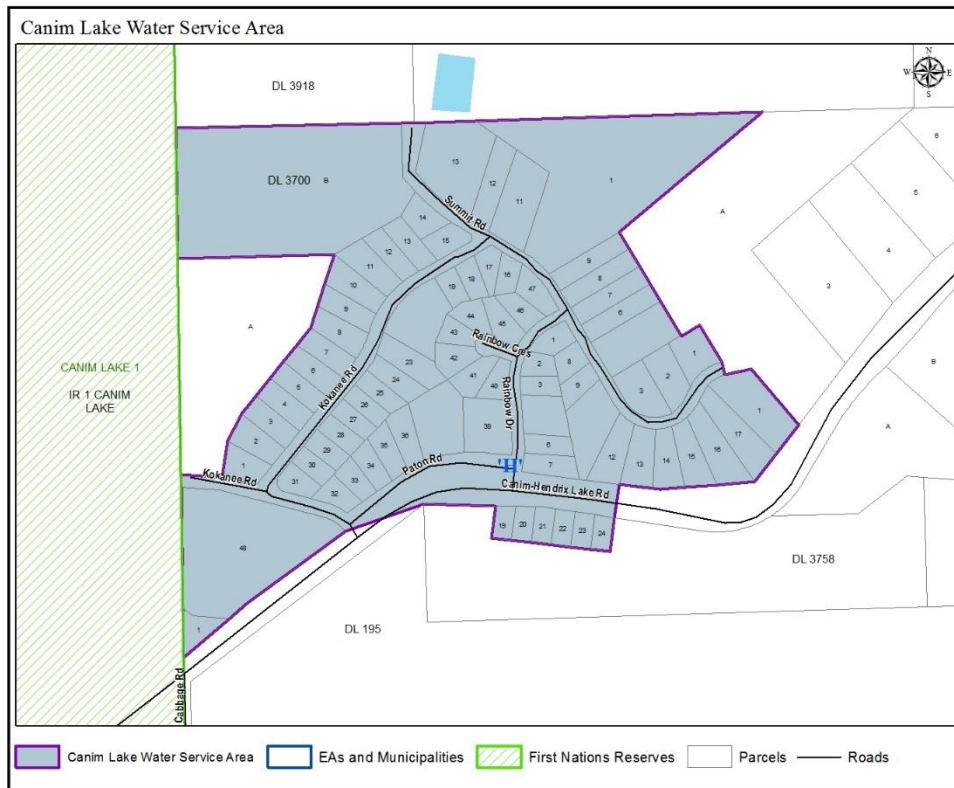 Canim Lake Water Service Area
N
W E
S
DL 3918
6
13
DL 3700 B
12
1
5
11
A
14
Summit Rd
4
13
15
12
11
9
17
16
3
10
18
8
19
47
9
7
44
46
6
8
45
A
43
Rainbow Cres
1
7
42
1
CANIM LAKE 1
23
2
8
B
6
41
3
2
IR 1 CANIM
LAKE
5
24
40
3
9
Kokanee Rd
Rainbow Dr
4
25
1
3
26
39
A
27
36
17
2
28
35
6
12
13
14
15
16
29
Paton Rd
1
30
34
7
'H'
Kokanee Rd
31
33
Canim-Hendrix Lake Rd
32
19
20
21
22
23
24
48
DL 3758
1
DL 195
Cabbage Rd
Canim Lake Water Service Area
EAs and Municipalities
First Nations Reserves
Parcels
Roads